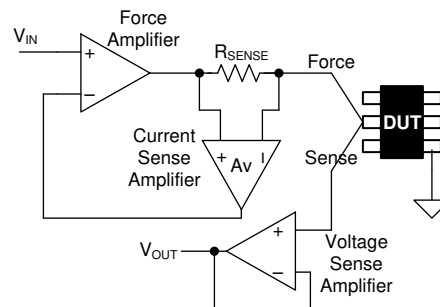 Force
Amplifier
VIN
+
−
RSENSE
Force
Current
Sense
Amplifier
+
Av
−
DUT
Sense
VOUT
+
−
Voltage
Sense
Amplifier